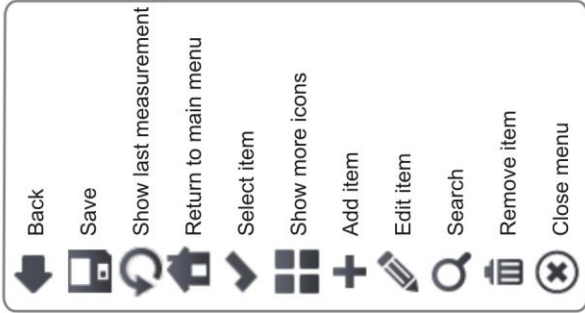 Back
Save
Show last measurement
Return to main menu
Select item
Show more icons
Add item
Edit item
Search
Remove item
Close menu